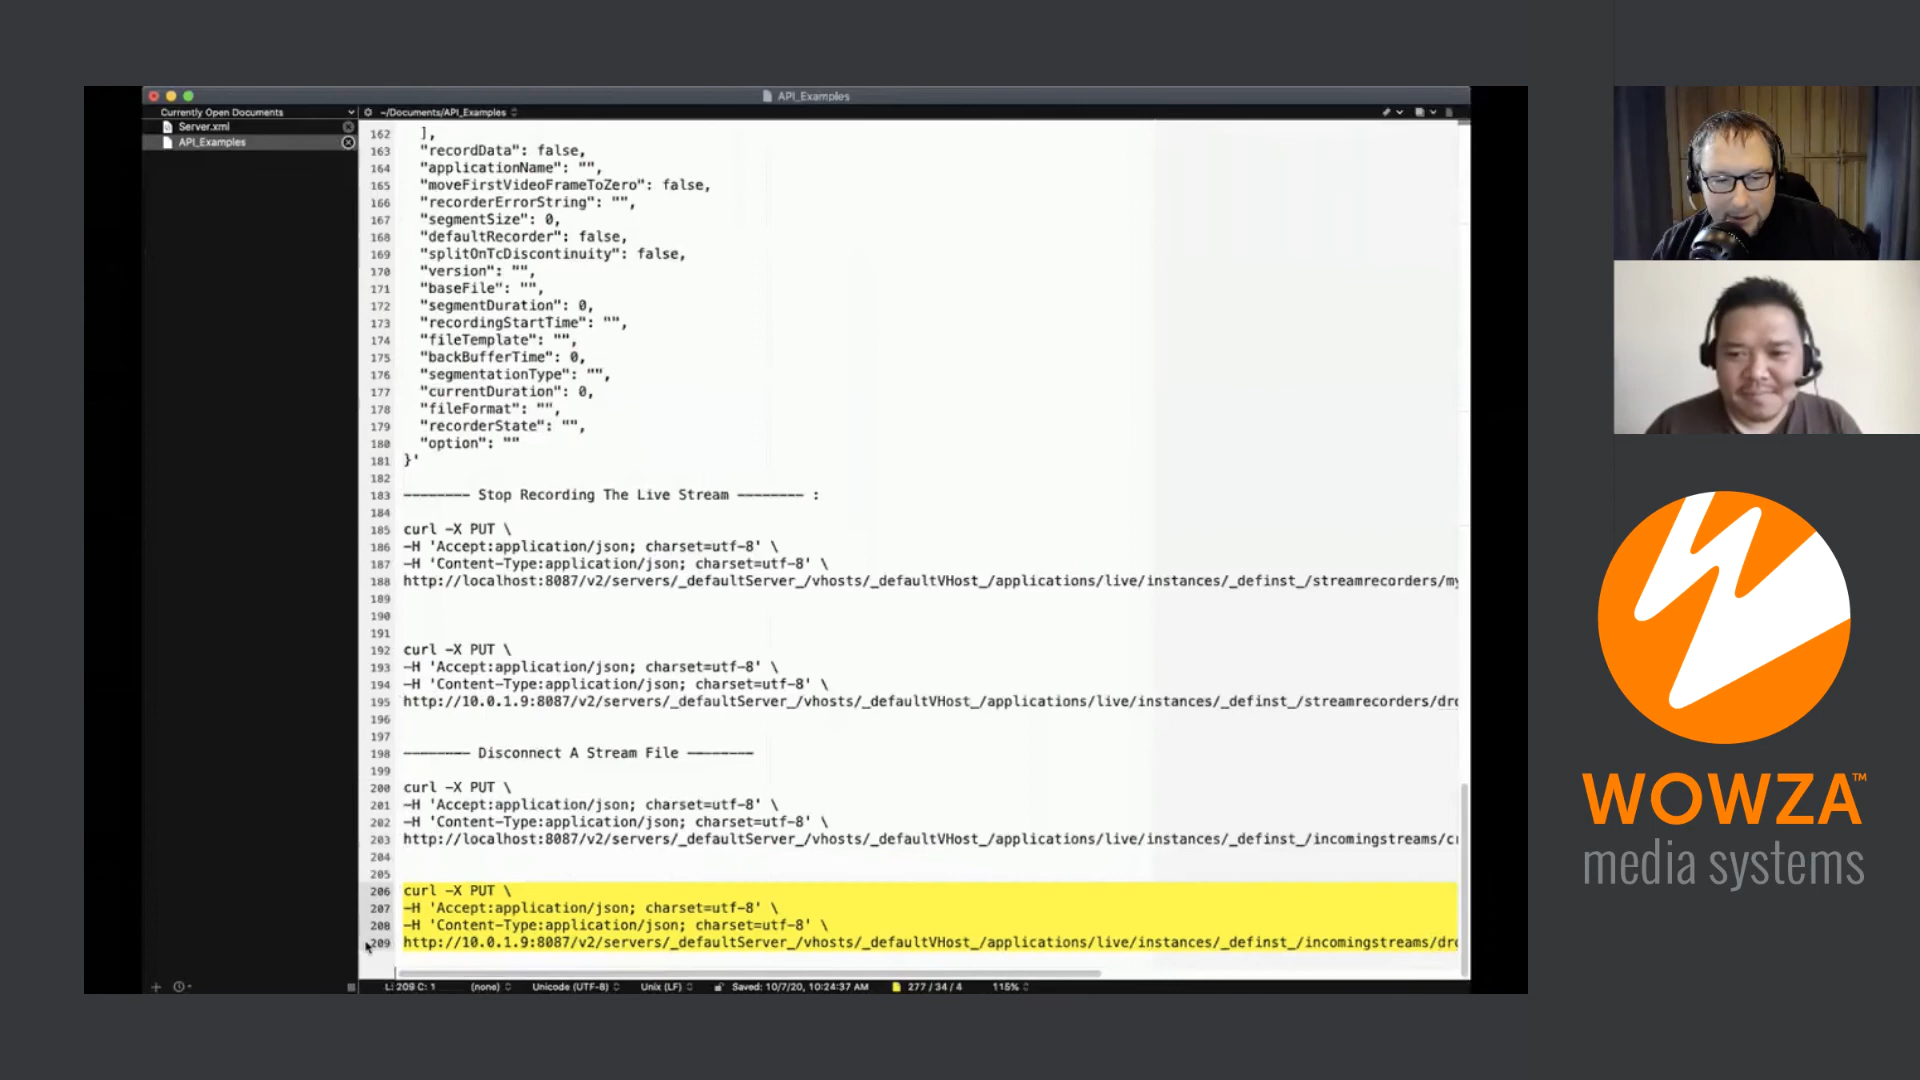 API_Examples
Currently Open Documents
~/Documents/API_Examples
Server.xml
API_Examples
162 ],
163 "recordData": false,
164 "applicationName": "",
165 "moveFirstVideoFrameToZero": false,
166 "recorderErrorString": "",
167 "segmentSize": 0,
168 "defaultRecorder": false,
169 "splitOnTcDiscontinuity": false,
170 "version": "",
171 "baseFile": "",
172 "segmentDuration": 0,
173 "recordingStartTime": "",
174 "fileTemplate": "",
175 "backBufferTime": 0,
176 "segmentationType": "",
177 "currentDuration": 0,
178 "fileFormat": "",
179 "recorderState": "",
180 "option": ""
181 }'
182
183 -------- Stop Recording The Live Stream -------- :
184
185 curl -X PUT \
186 -H 'Accept:application/json; charset=utf-8' \
187 -H 'Content-Type:application/json; charset=utf-8' \
188 http://localhost:8087/v2/servers/_defaultServer_/vhosts/_defaultVHost_/applications/live/instances/_definst_/streamrecorders/my
189
190
191
192 curl -X PUT \
193 -H 'Accept:application/json; charset=utf-8' \
194 -H 'Content-Type:application/json; charset=utf-8' \
195 http://10.0.1.9:8087/v2/servers/_defaultServer_/vhosts/_defaultVHost_/applications/live/instances/_definst_/streamrecorders/dro
196
197
198 -------- Disconnect A Stream File --------
199
200 curl -X PUT \
201 -H 'Accept:application/json; charset=utf-8' \
202 -H 'Content-Type:application/json; charset=utf-8' \
203 http://localhost:8087/v2/servers/_defaultServer_/vhosts/_defaultVHost_/applications/live/instances/_definst_/incomingstreams/c
204
205
206 curl -X PUT \
207 -H 'Accept:application/json; charset=utf-8' \
208 -H 'Content-Type:application/json; charset=utf-8' \
209 http://10.0.1.9:8087/v2/servers/_defaultServer_/vhosts/_defaultVHost_/applications/live/instances/_definst_/incomingstreams/dro
L: 209 C: 1 (none) Unicode (UTF-8) Unix (LF) Saved: 10/7/20, 10:24:37 AM 277 / 34 / 4 115%
WOWZA™
media systems